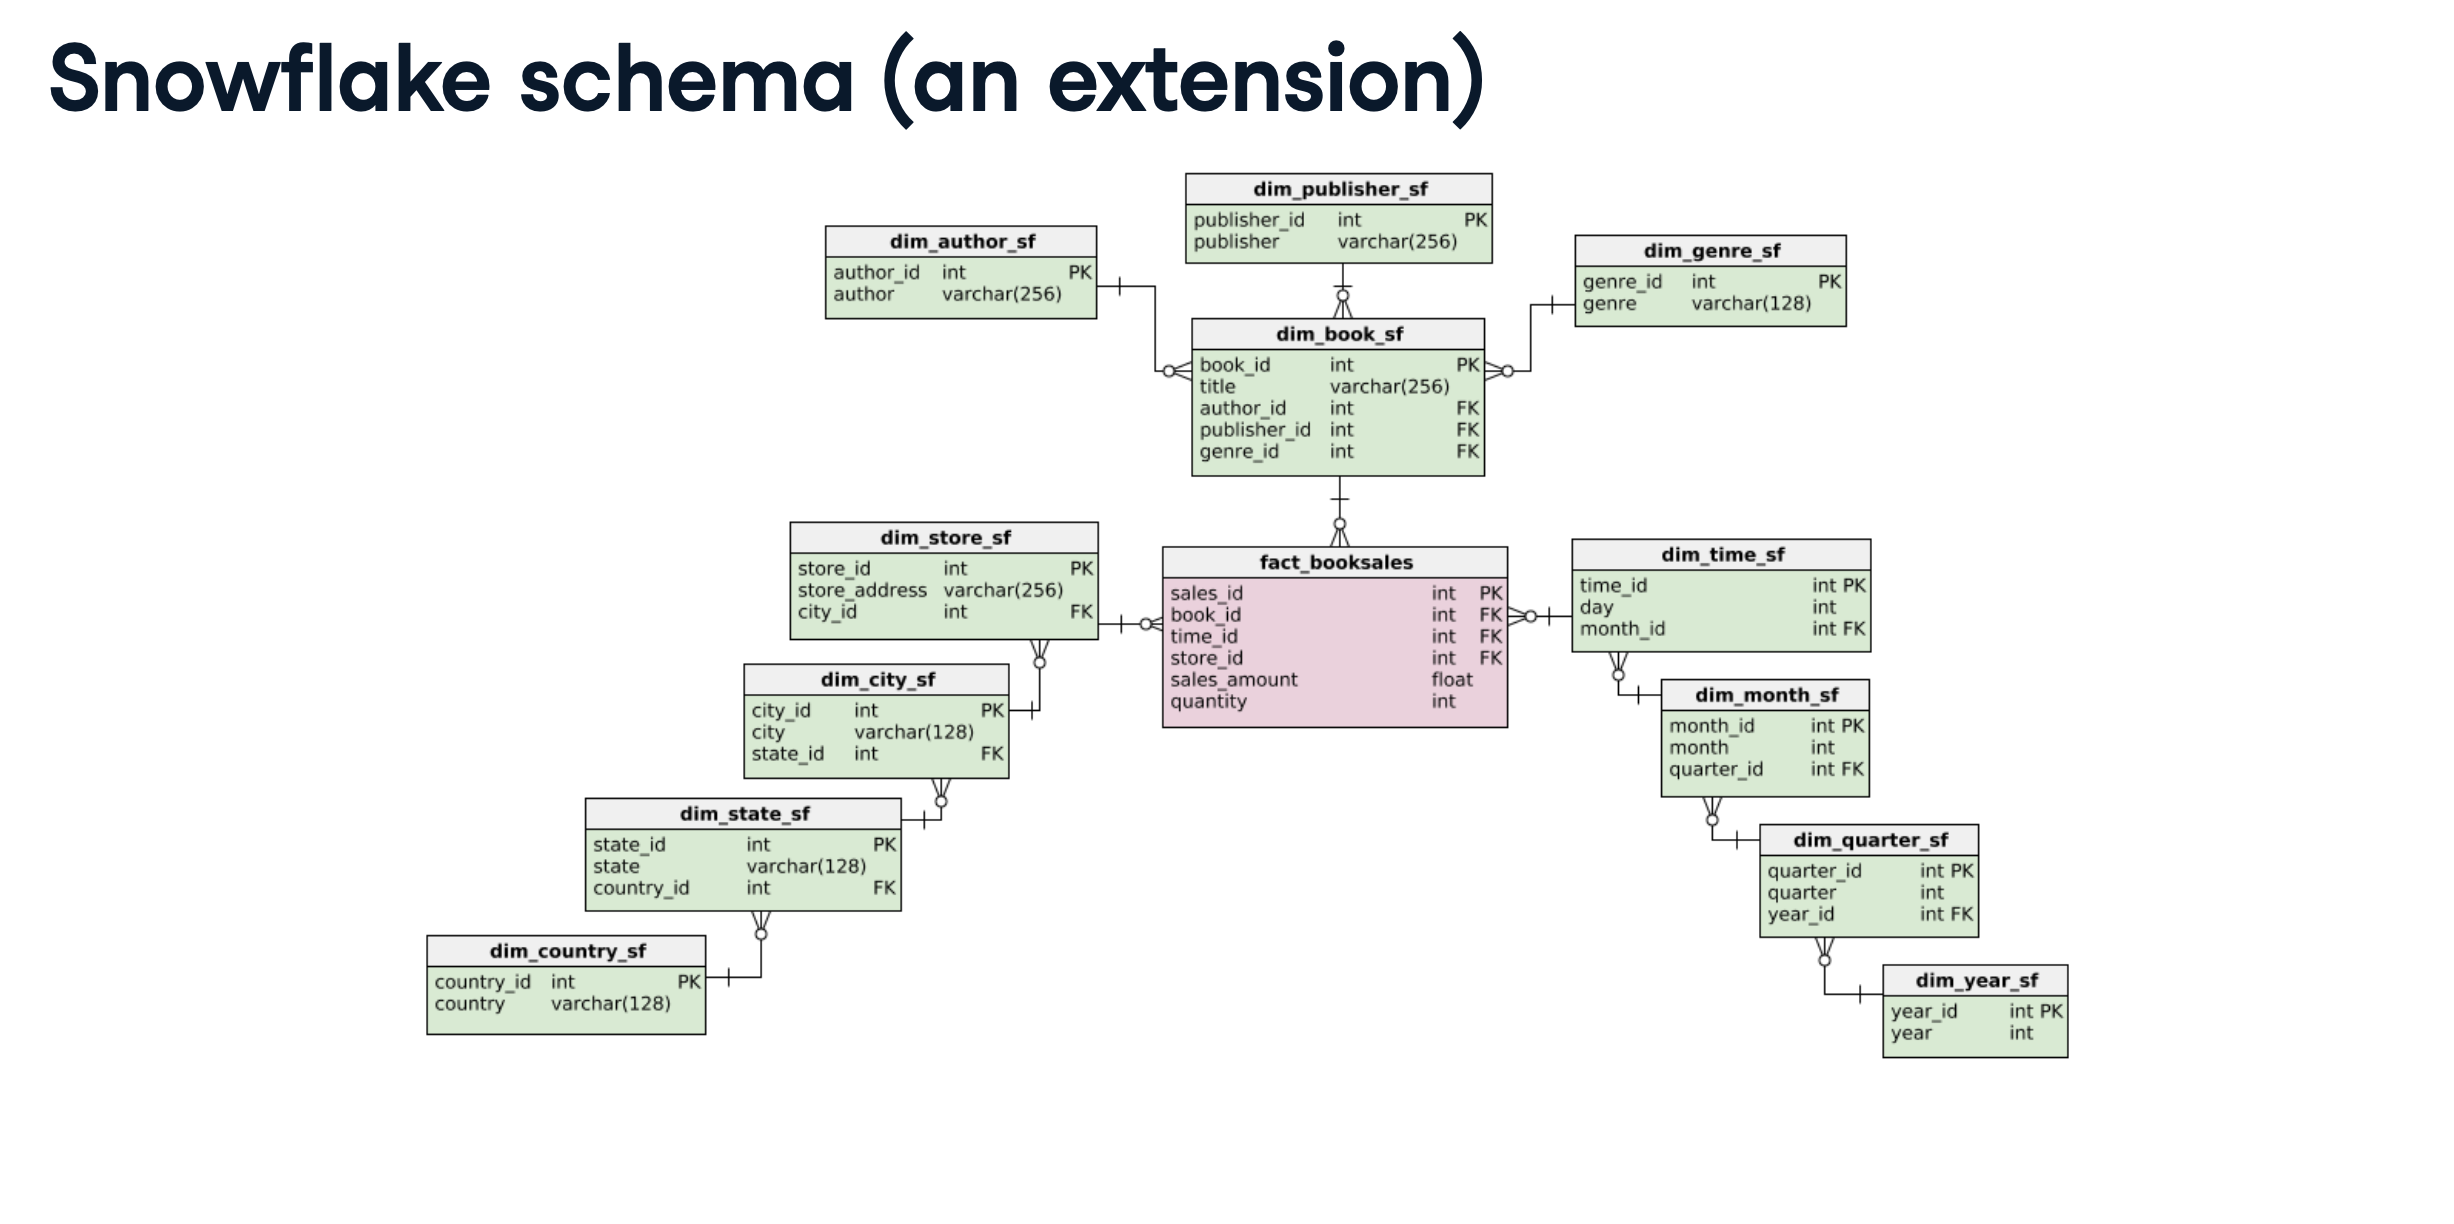 Snowflake schema (an extension)
dim_publisher_sf
publisher_id int PK
publisher varchar(256)
dim_author_sf
author_id int PK
author varchar(256)
dim_genre_sf
genre_id int PK
genre varchar(128)
dim_book_sf
book_id int PK
title varchar(256)
author_id int FK
publisher_id int FK
genre_id int FK
dim_store_sf
store_id int PK
store_address varchar(256)
city_id int FK
fact_booksales
sales_id int PK
book_id int FK
time_id int FK
store_id int FK
sales_amount float
quantity int
dim_time_sf
time_id int PK
day int
month_id int FK
dim_city_sf
city_id int PK
city varchar(128)
state_id int FK
dim_month_sf
month_id int PK
month int
quarter_id int FK
dim_state_sf
state_id int PK
state varchar(128)
country_id int FK
dim_quarter_sf
quarter_id int PK
quarter int
year_id int FK
dim_country_sf
country_id int PK
country varchar(128)
dim_year_sf
year_id int PK
year int